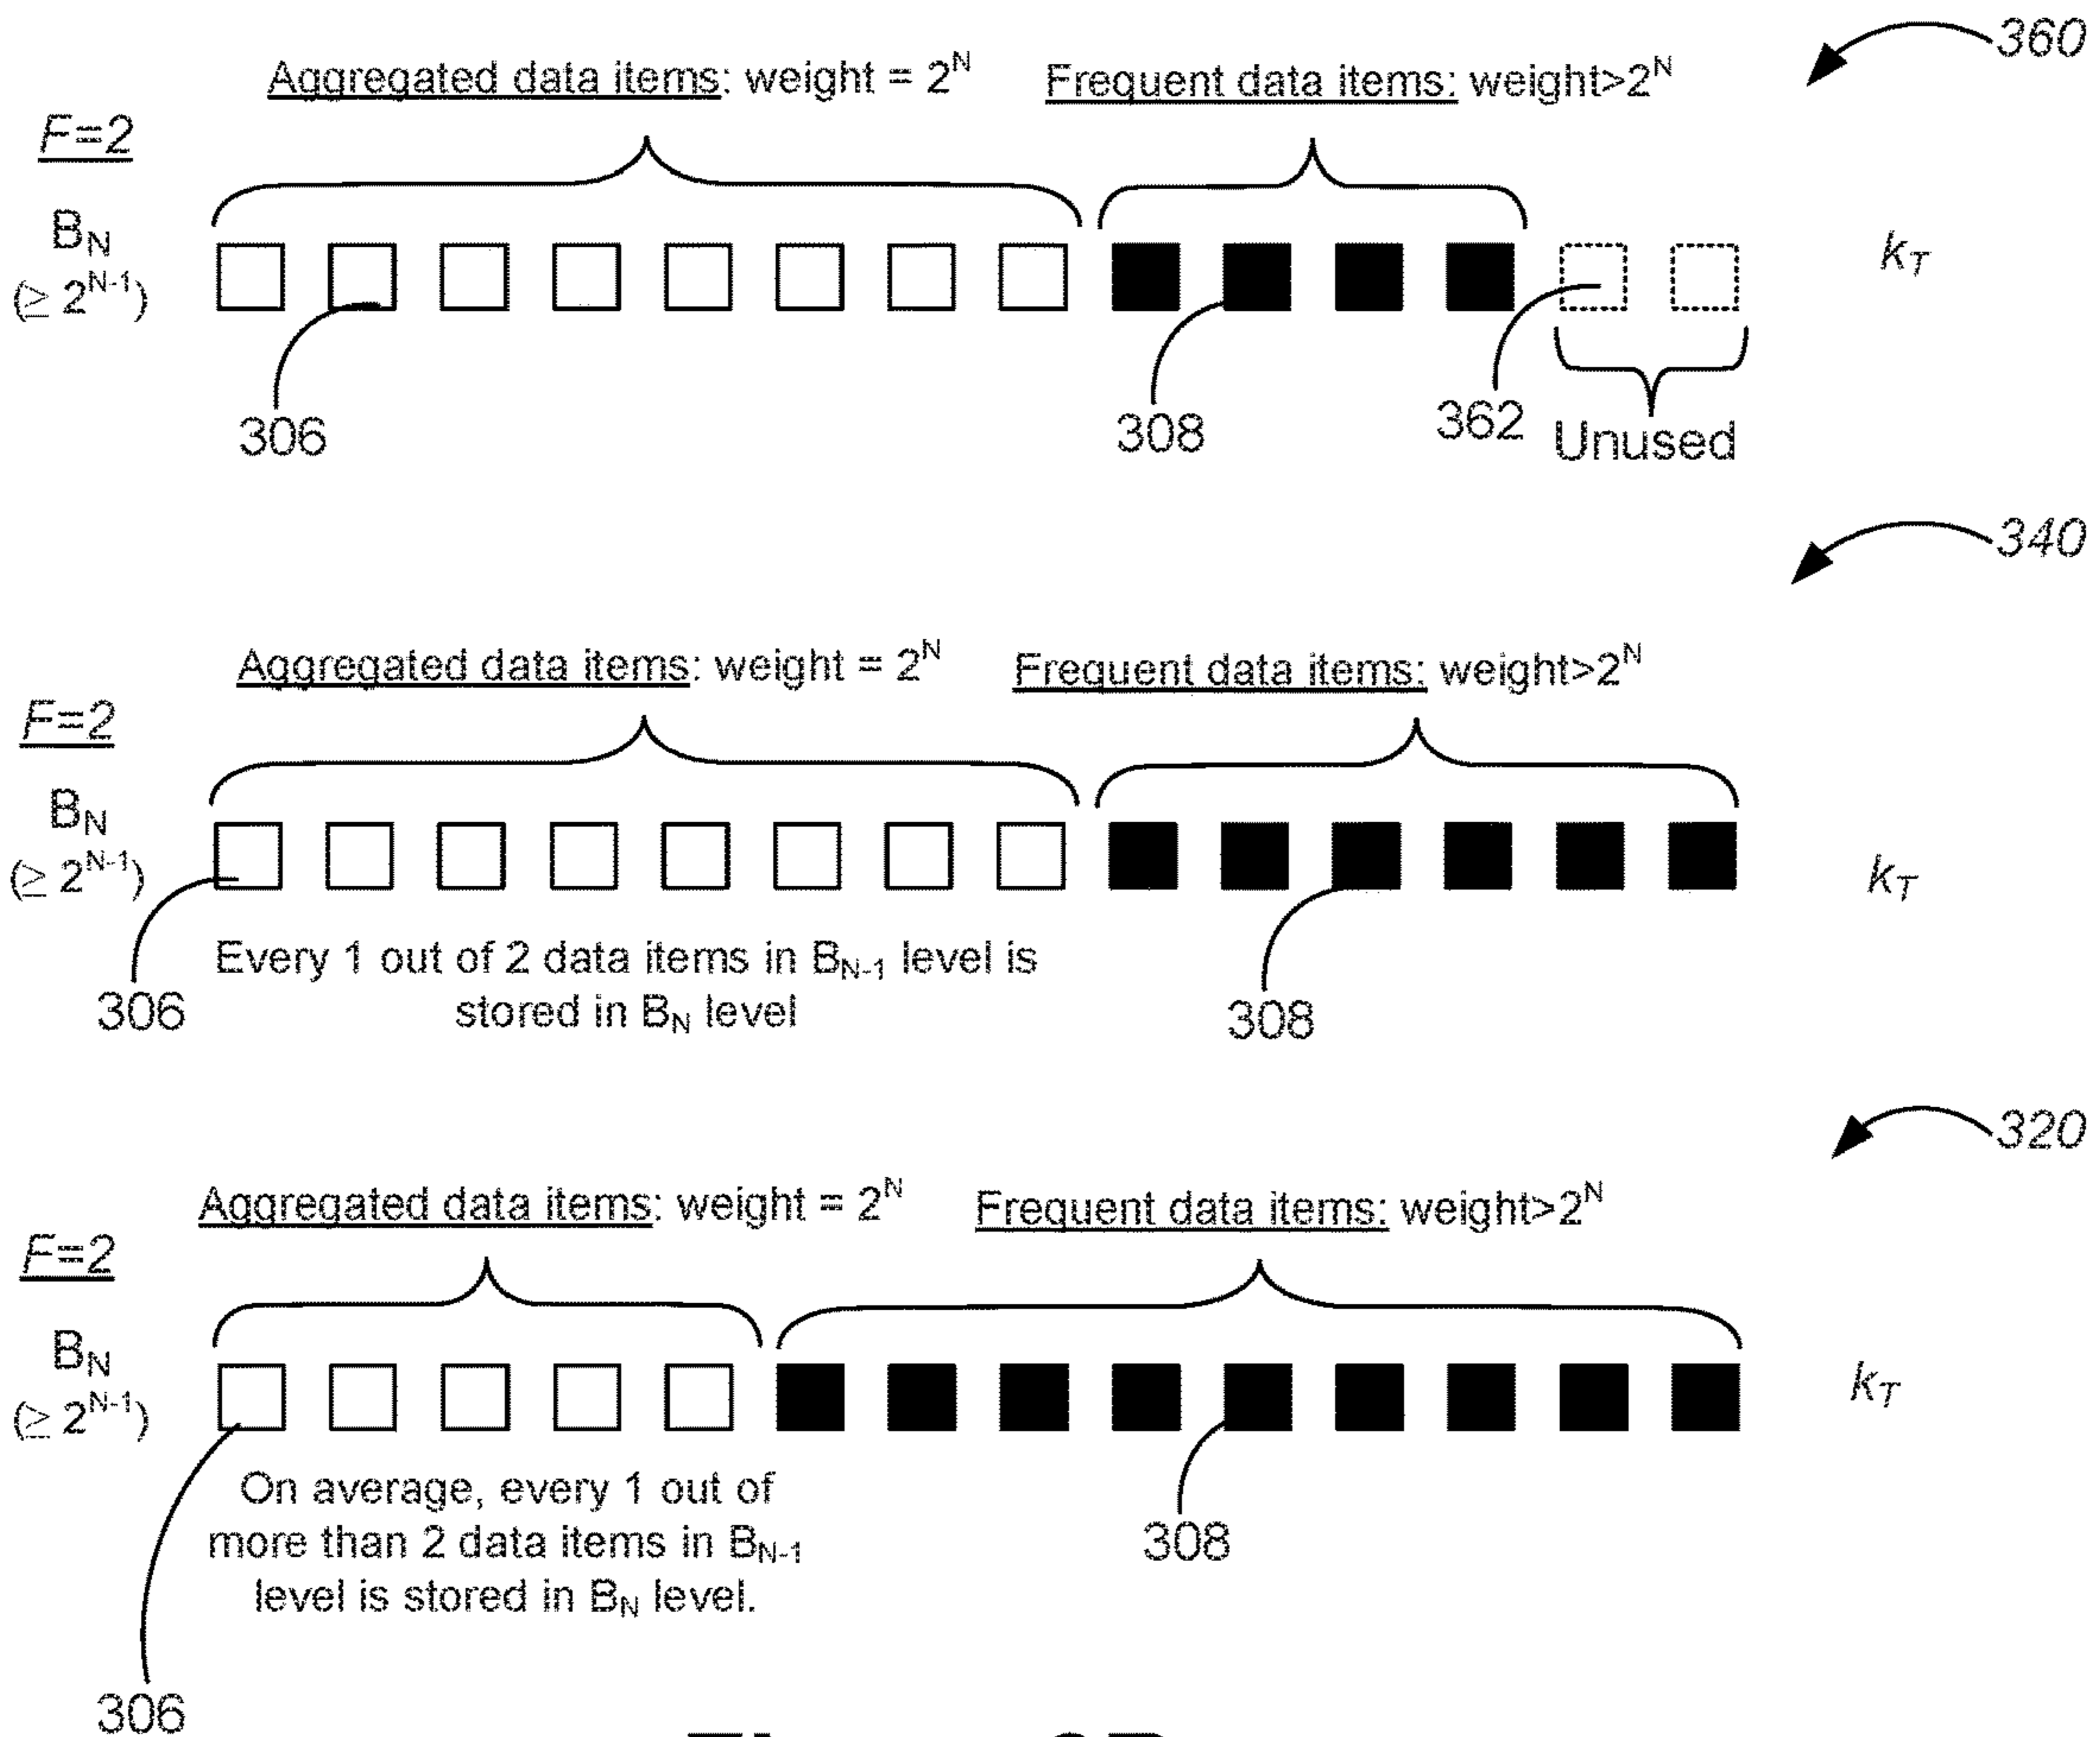 360
Aggregated data items: weight = 2^N Frequent data items: weight>2^N
F=2
B_N
(≥ 2^{N-1})
k_T
306
308
362
Unused
340
Aggregated data items: weight = 2^N Frequent data items: weight>2^N
F=2
B_N
(≥ 2^{N-1})
k_T
Every 1 out of 2 data items in B_{N-1} level is
stored in B_N level
306
308
320
Aggregated data items: weight = 2^N Frequent data items: weight>2^N
F=2
B_N
(≥ 2^{N-1})
k_T
On average, every 1 out of
more than 2 data items in B_{N-1}
level is stored in B_N level.
308
306